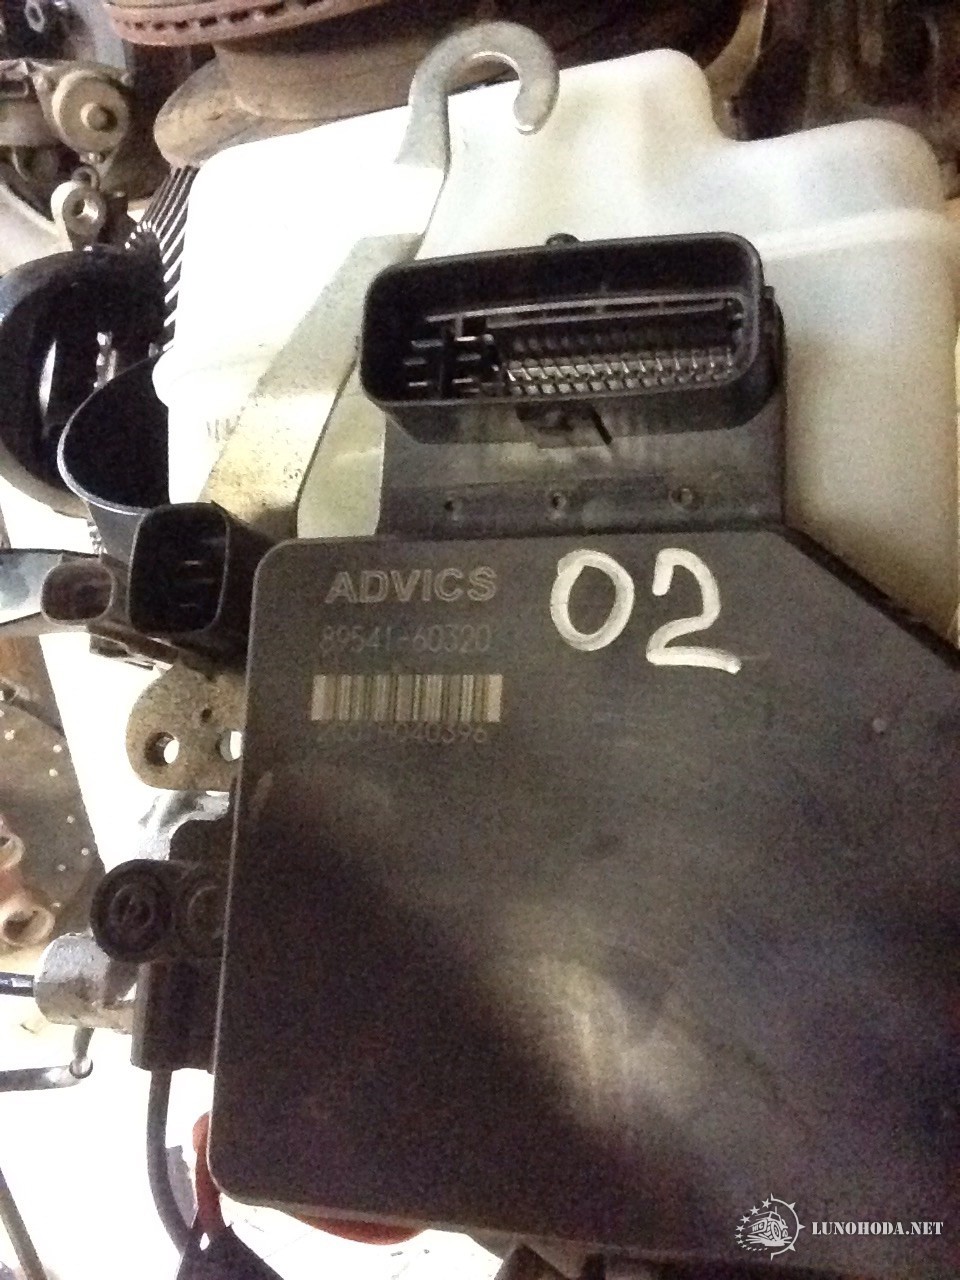 ADVICS
02
89541-60320
LUNOHODA.NET